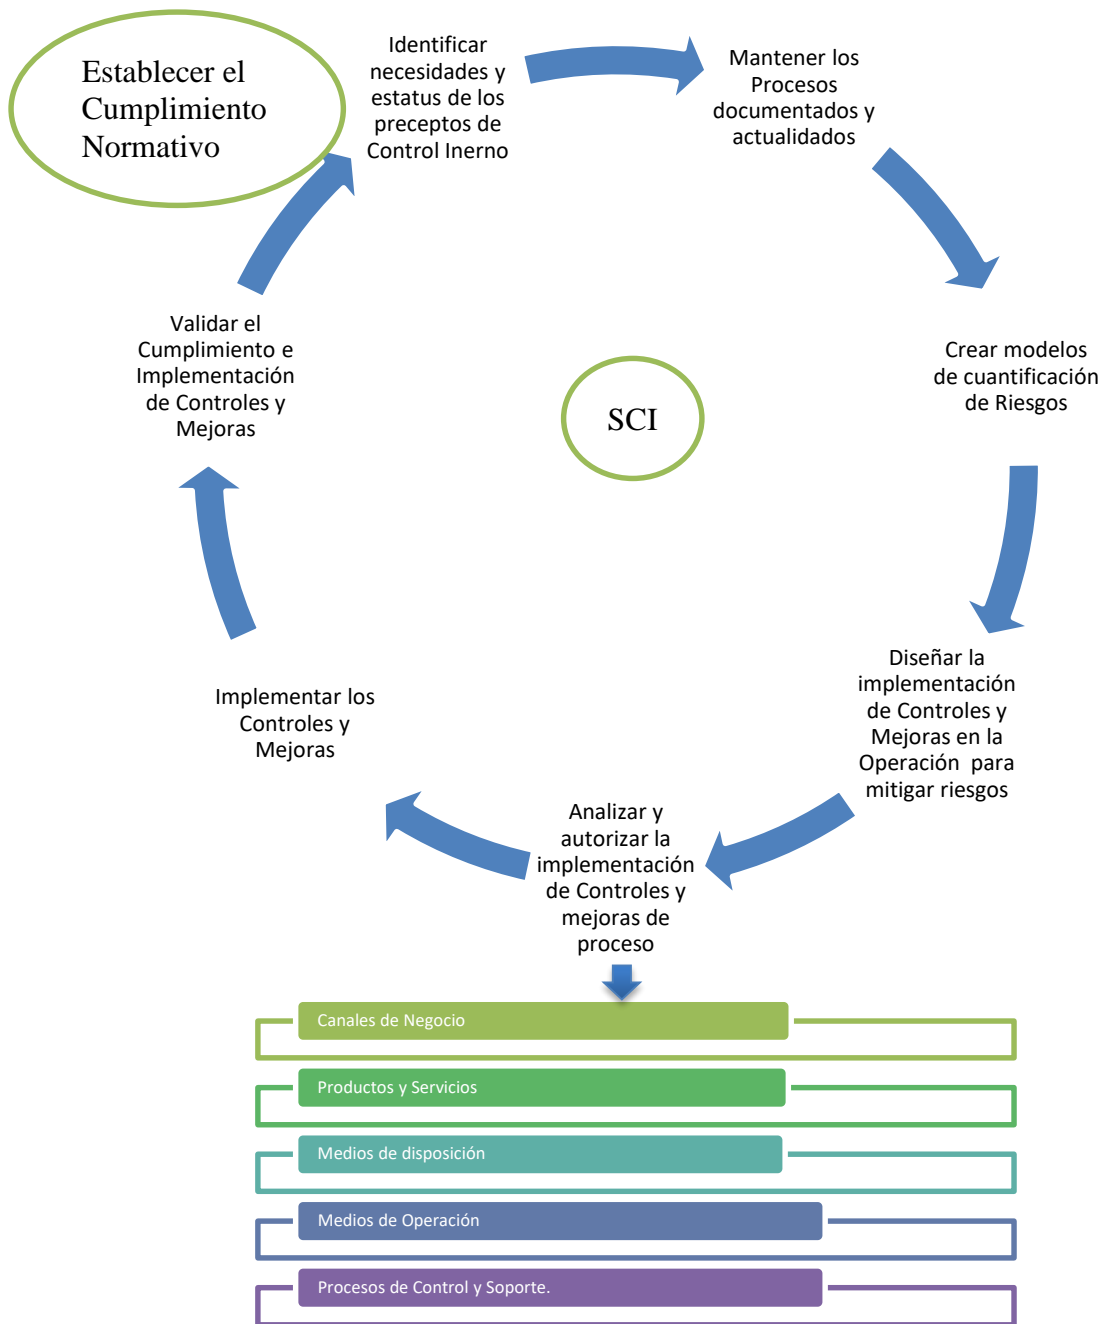 Establecer el
Cumplimiento
Normativo
Identificar
necesidades y
estatus de los
preceptos de
Control Inerno
Mantener los
Procesos
documentados y
actualidados
Crear modelos
de cuantificación
de Riesgos
Diseñar la
implementación
de Controles y
Mejoras en la
Operación  para
mitigar riesgos
Analizar y
autorizar la
implementación
de Controles y
mejoras de
proceso
Implementar los
Controles y
Mejoras
Validar el
Cumplimiento e
Implementación
de Controles y
Mejoras
SCI
Canales de Negocio
Productos y Servicios
Medios de disposición
Medios de Operación
Procesos de Control y Soporte.